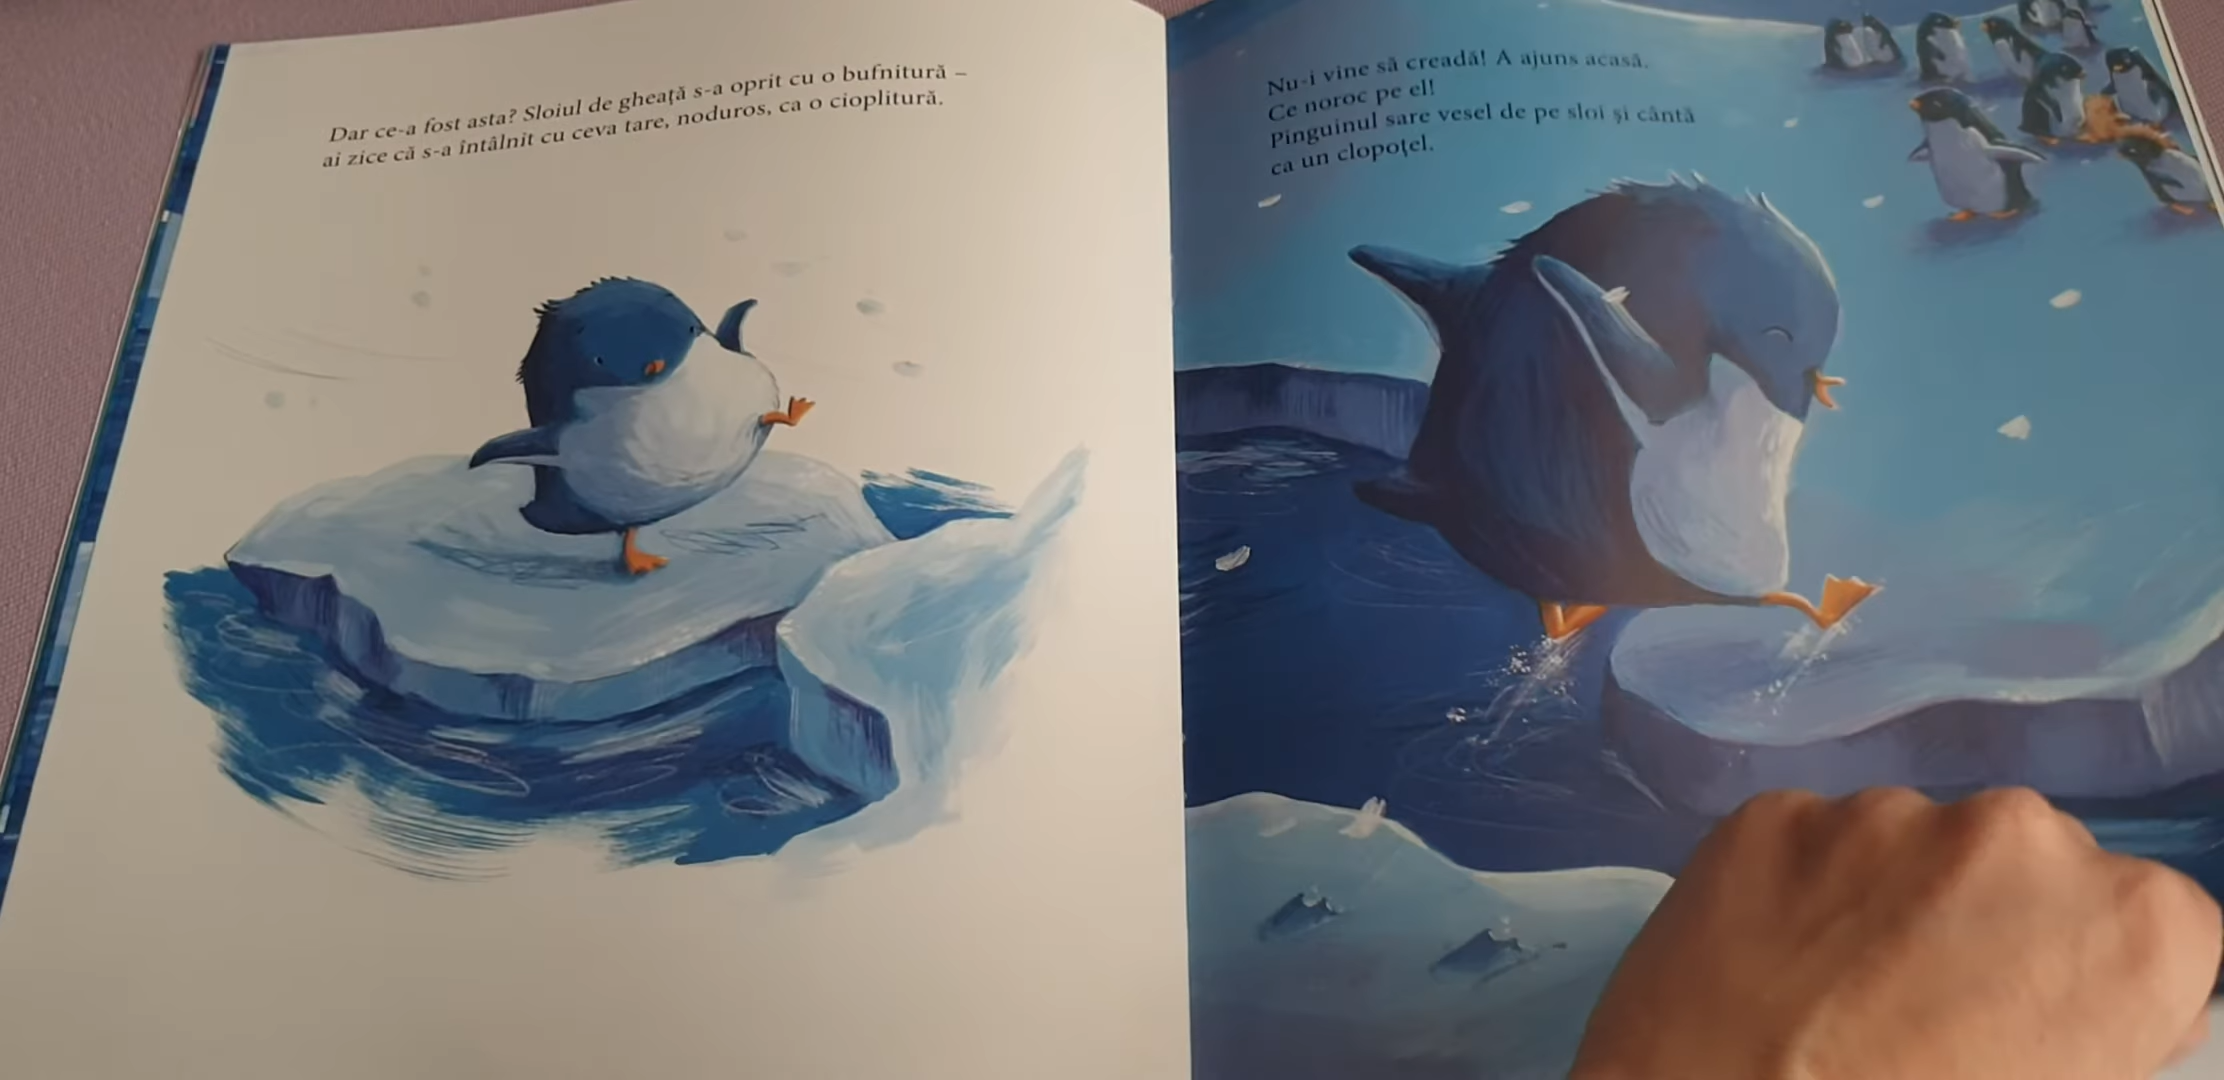 Dar ce-a fost asta? Sloiul de gheață s-a oprit cu o bufnitură –
ai zice că s-a întâlnit cu ceva tare, noduros, ca o cioplitură.
Nu-i vine să creadă! A ajuns acasă.
Ce noroc pe el!
Pinguinul sare vesel de pe sloi și cântă
ca un clopoțel.